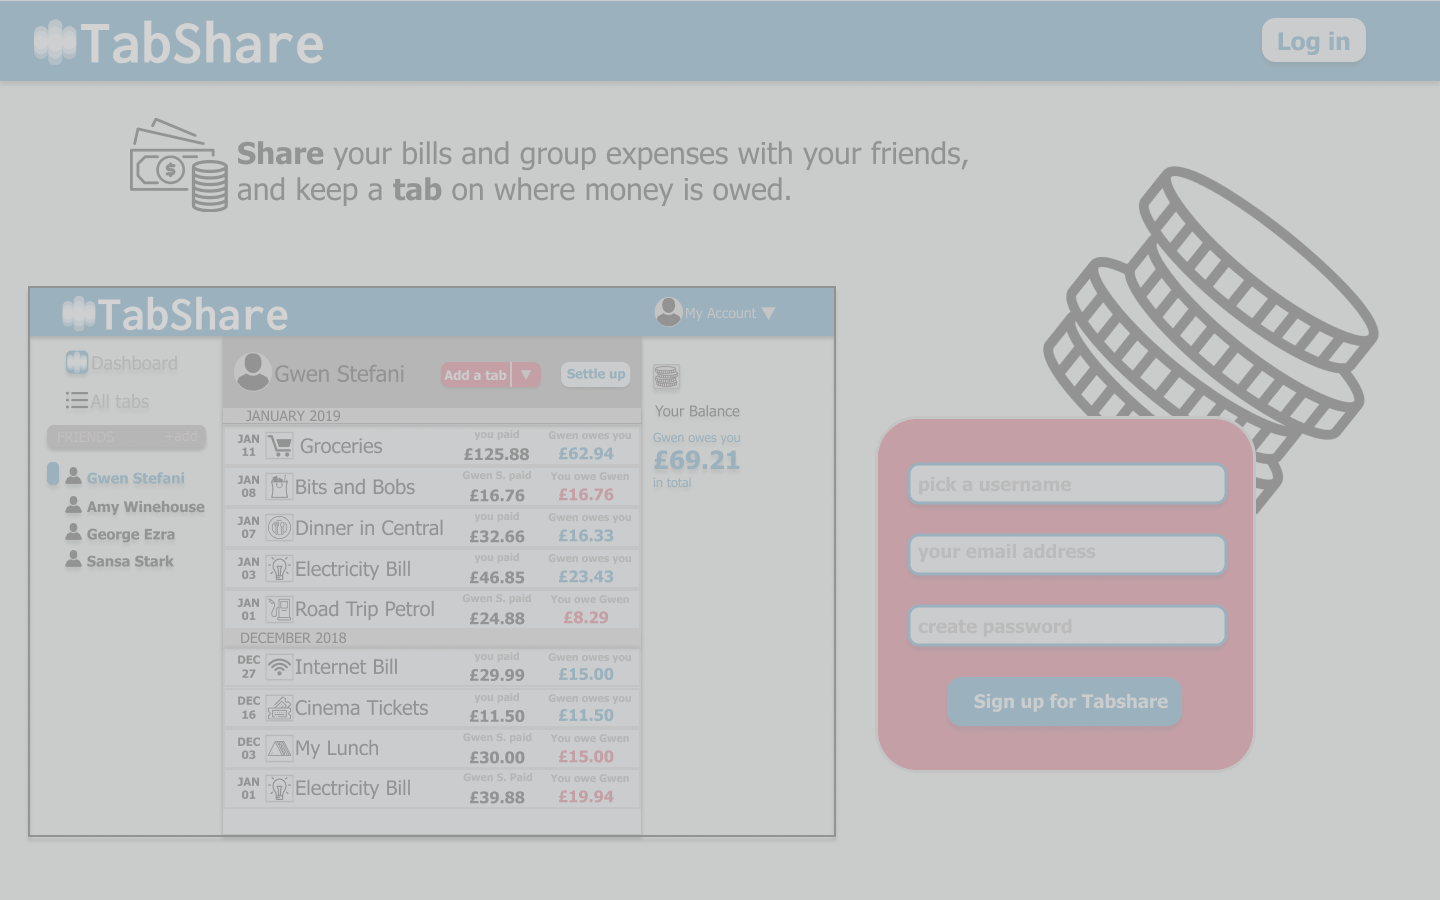 TabShare
Log in
Share your bills and group expenses with your friends,
and keep a tab on where money is owed.
TabShare
My Account ▼
Dashboard
All tabs
FRIENDS +add
Gwen Stefani
Amy Winehouse
George Ezra
Sansa Stark
Gwen Stefani
Add a tab ▼
Settle up
JANUARY 2019
JAN 11 Groceries you paid £125.88 Gwen owes you £62.94
JAN 08 Bits and Bobs Gwen S. paid £16.76 You owe Gwen £16.76
JAN 07 Dinner in Central you paid £32.66 Gwen owes you £16.33
JAN 03 Electricity Bill you paid £46.85 Gwen owes you £23.43
JAN 01 Road Trip Petrol Gwen S. paid £24.88 You owe Gwen £8.29
DECEMBER 2018
DEC 27 Internet Bill you paid £29.99 Gwen owes you £15.00
DEC 16 Cinema Tickets you paid £11.50 Gwen owes you £11.50
DEC 03 My Lunch Gwen S. paid £30.00 You owe Gwen £15.00
JAN 01 Electricity Bill Gwen S. Paid £39.88 You owe Gwen £19.94
Your Balance
Gwen owes you
£69.21
in total
pick a username
your email address
create password
Sign up for Tabshare